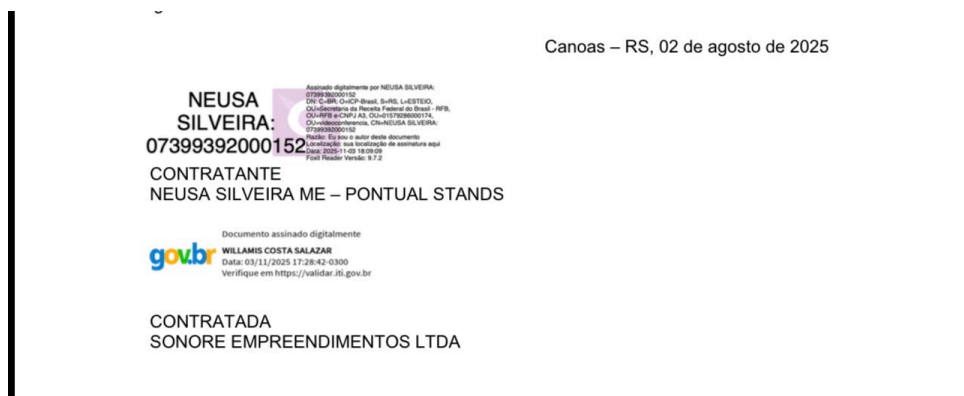 Canoas – RS, 02 de agosto de 2025
NEUSA
SILVEIRA:
07399392000152
Assinado digitalmente por NEUSA SILVEIRA:
07399392000152
DN: C=BR, O=ICP-Brasil, S=RS, L=ESTEIO,
OU=Secretaria da Receita Federal do Brasil - RFB,
OU=RFB e-CNPJ A3, OU=01579286000174,
OU=videoconferencia, CN=NEUSA SILVEIRA:
07399392000152
Razão: Eu sou o autor deste documento
Localização: sua localização de assinatura aqui
Data: 2025-11-03 18:09:09
Foxit Reader Versão: 9.7.2
CONTRATANTE
NEUSA SILVEIRA ME – PONTUAL STANDS
gov.br
Documento assinado digitalmente
WILLAMIS COSTA SALAZAR
Data: 03/11/2025 17:28:42-0300
Verifique em https://validar.iti.gov.br
CONTRATADA
SONORE EMPREENDIMENTOS LTDA